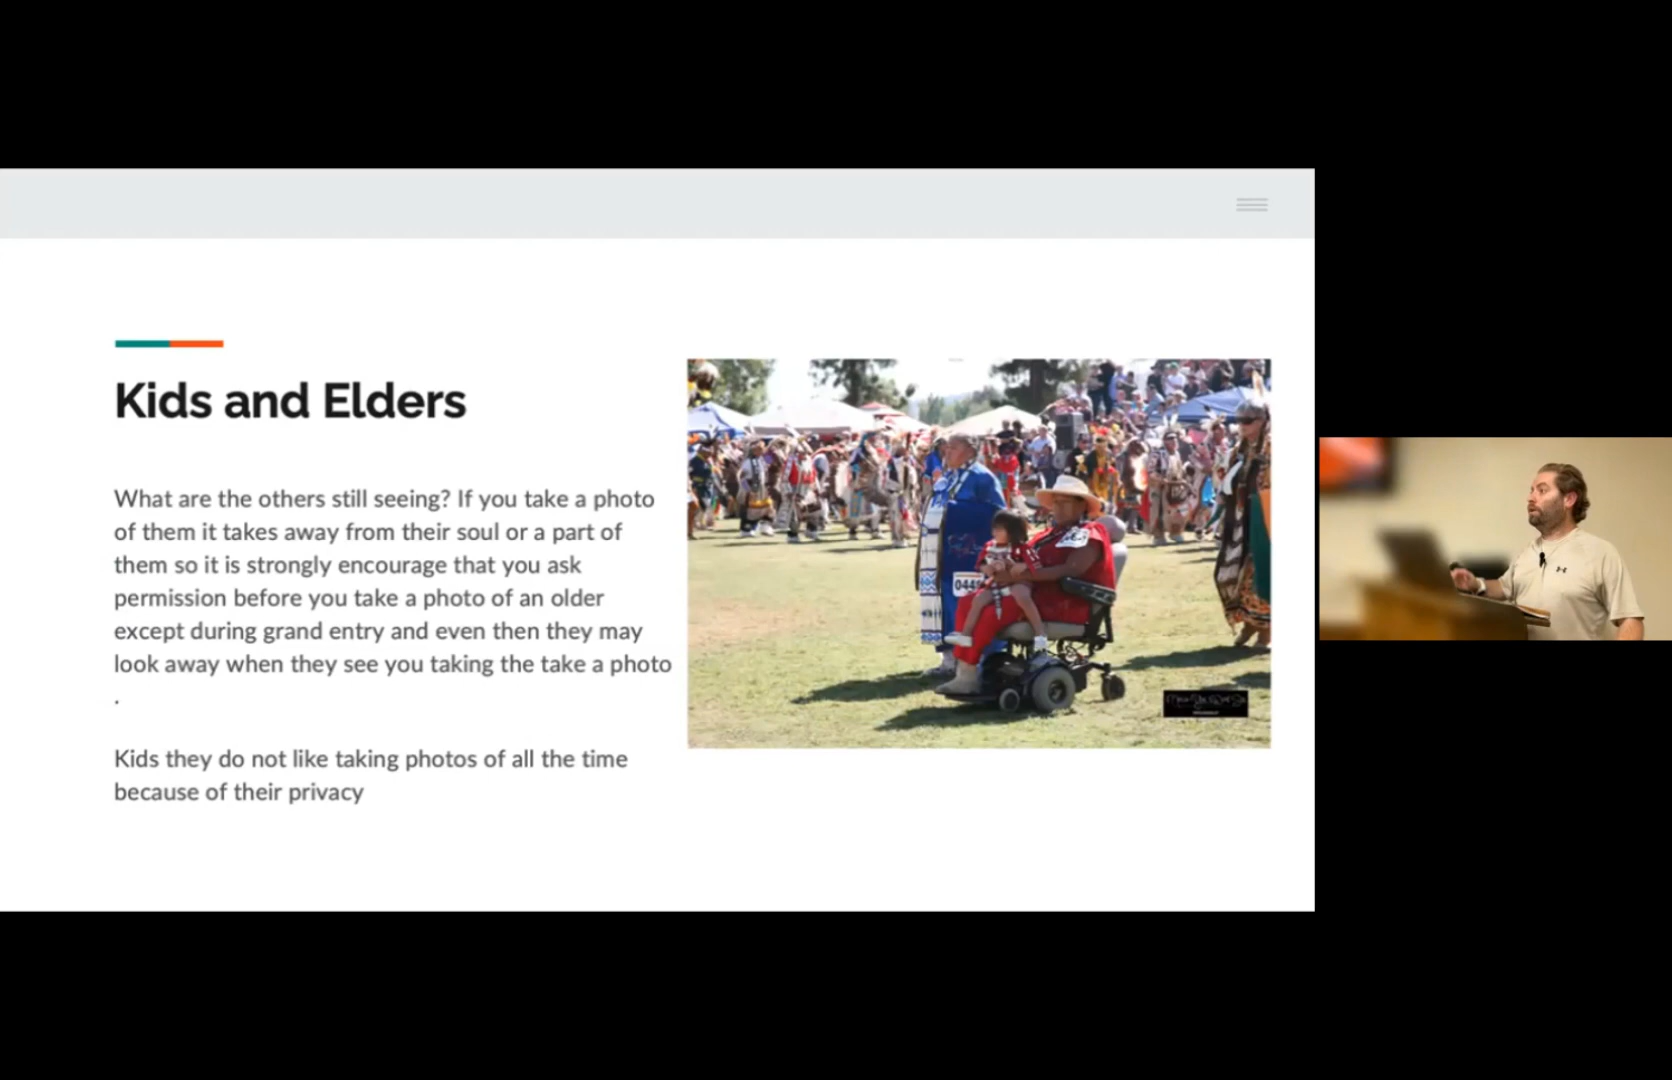 Kids and Elders
What are the others still seeing? If you take a photo
of them it takes away from their soul or a part of
them so it is strongly encourage that you ask
permission before you take a photo of an older
except during grand entry and even then they may
look away when they see you taking the take a photo
.
Kids they do not like taking photos of all the time
because of their privacy